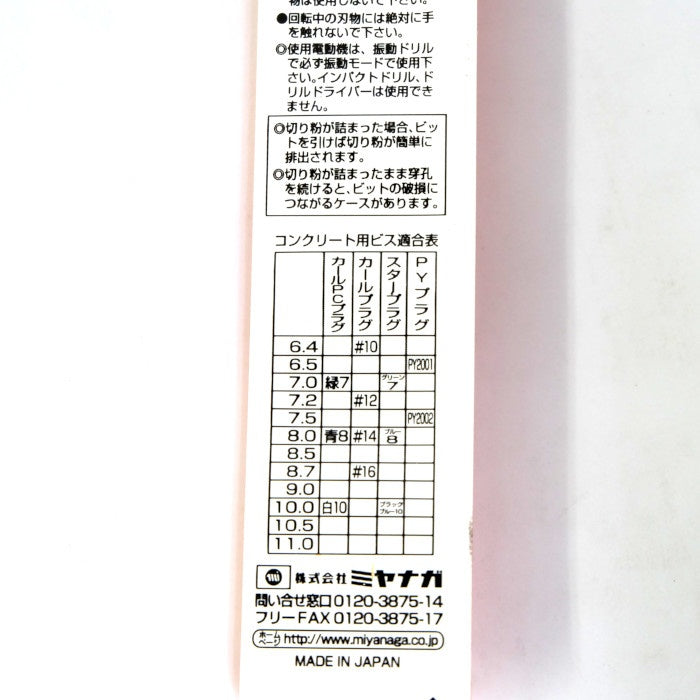 物は使用しないで下さい。
●回転中の刃物には絶対に手
を触れないで下さい。
◎使用電動機は、振動ドリル
で必ず振動モードで使用下
さい。インパクトドリル、ド
リルドライバーは使用でき
ません。
◎切り粉が詰まった場合、ビッ
トを引けば切り粉が簡単に
排出されます。
◎切り粉が詰まったまま穿孔
を続けると、ビットの破損に
つながるケースがあります。
コンクリート用ビス適合表
カールPCプラグ カールプラグ スタープラグ PYプラグ
6.4 #10
6.5 PY2001
7.0 緑7 グリーン7
7.2 #12
7.5 PY2002
8.0 青8 #14 ブルー8
8.5
8.7 #16
9.0
10.0 白10 ブラックブルー10
10.5
11.0
mi 株式会社 ミヤナガ
問い合せ窓口0120-3875-14
フリーFAX 0120-3875-17
ホームページ http://www.miyanaga.co.jp
MADE IN JAPAN